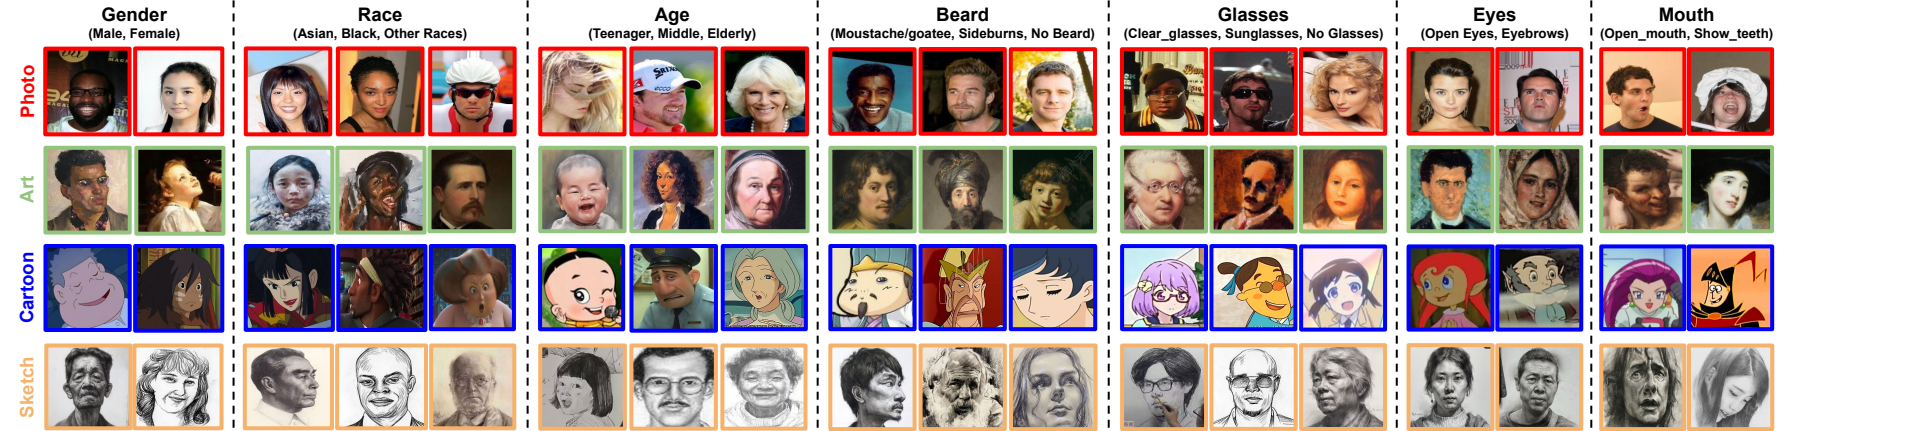 Gender
(Male, Female)
Race
(Asian, Black, Other Races)
Age
(Teenager, Middle, Elderly)
Beard
(Moustache/goatee, Sideburns, No Beard)
Glasses
(Clear_glasses, Sunglasses, No Glasses)
Eyes
(Open Eyes, Eyebrows)
Mouth
(Open_mouth, Show_teeth)
Photo
Art
Cartoon
Sketch